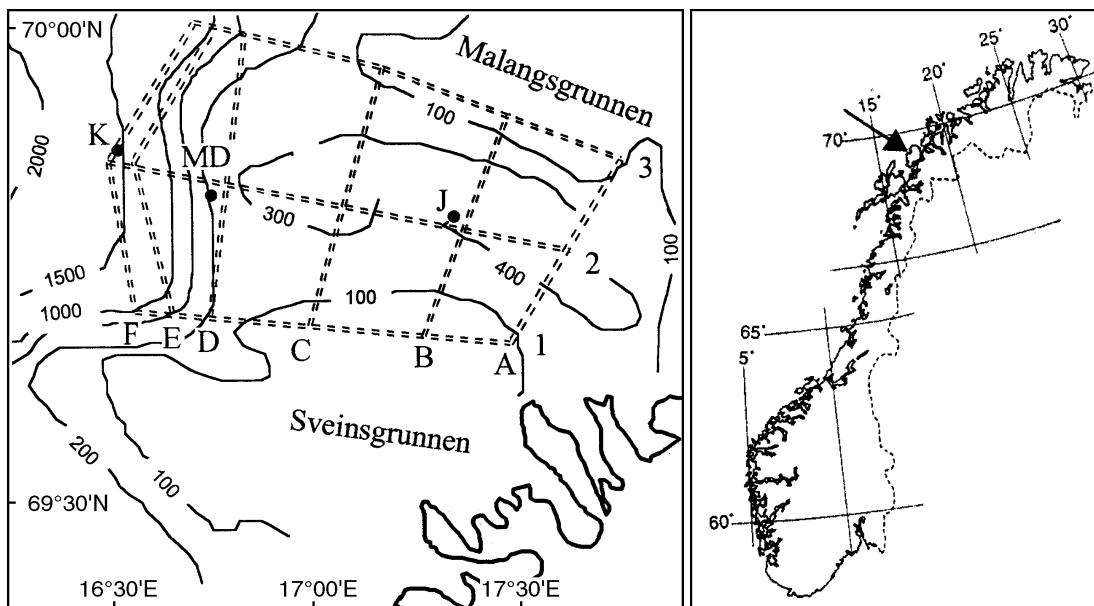 70°00'N
Malangsgrunnen
2000
K
MD
100
3
J
300
2
400
100
1500
1000
100
F
E
D
C
B
A
1
Sveinsgrunnen
200
100
69°30'N
16°30'E
17°00'E
17°30'E
30°
25°
20°
15°
70°
65°
5°
60°